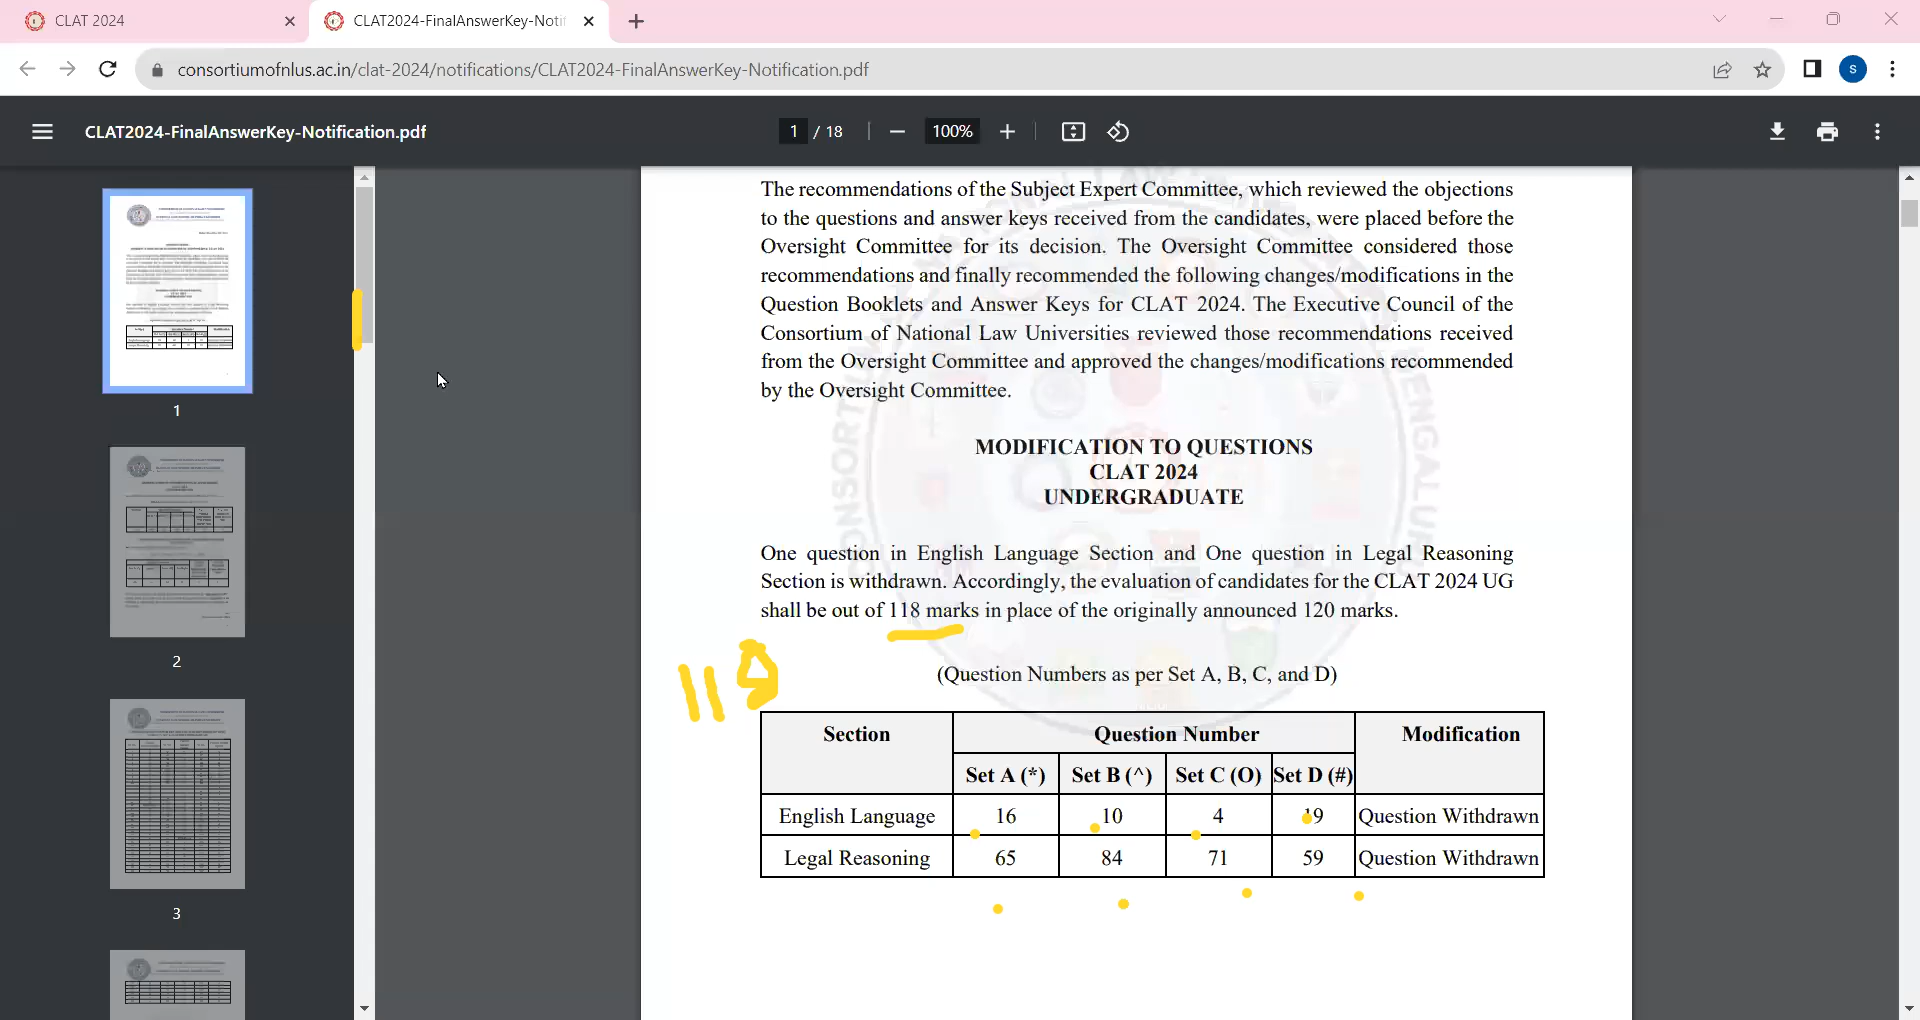 CLAT 2024
CLAT2024-FinalAnswerKey-Notif
consortiumofnlus.ac.in/clat-2024/notifications/CLAT2024-FinalAnswerKey-Notification.pdf
S
CLAT2024-FinalAnswerKey-Notification.pdf
1 / 18
100%
The recommendations of the Subject Expert Committee, which reviewed the objections
to the questions and answer keys received from the candidates, were placed before the
Oversight Committee for its decision. The Oversight Committee considered those
recommendations and finally recommended the following changes/modifications in the
Question Booklets and Answer Keys for CLAT 2024. The Executive Council of the
Consortium of National Law Universities reviewed those recommendations received
from the Oversight Committee and approved the changes/modifications recommended
by the Oversight Committee.
MODIFICATION TO QUESTIONS
CLAT 2024
UNDERGRADUATE
One question in English Language Section and One question in Legal Reasoning
Section is withdrawn. Accordingly, the evaluation of candidates for the CLAT 2024 UG
shall be out of 118 marks in place of the originally announced 120 marks.
118
(Question Numbers as per Set A, B, C, and D)
Section Question Number Modification
Set A (*) Set B (^) Set C (O) Set D (#)
English Language 16 10 4 19 Question Withdrawn
Legal Reasoning 65 84 71 59 Question Withdrawn
1
2
3